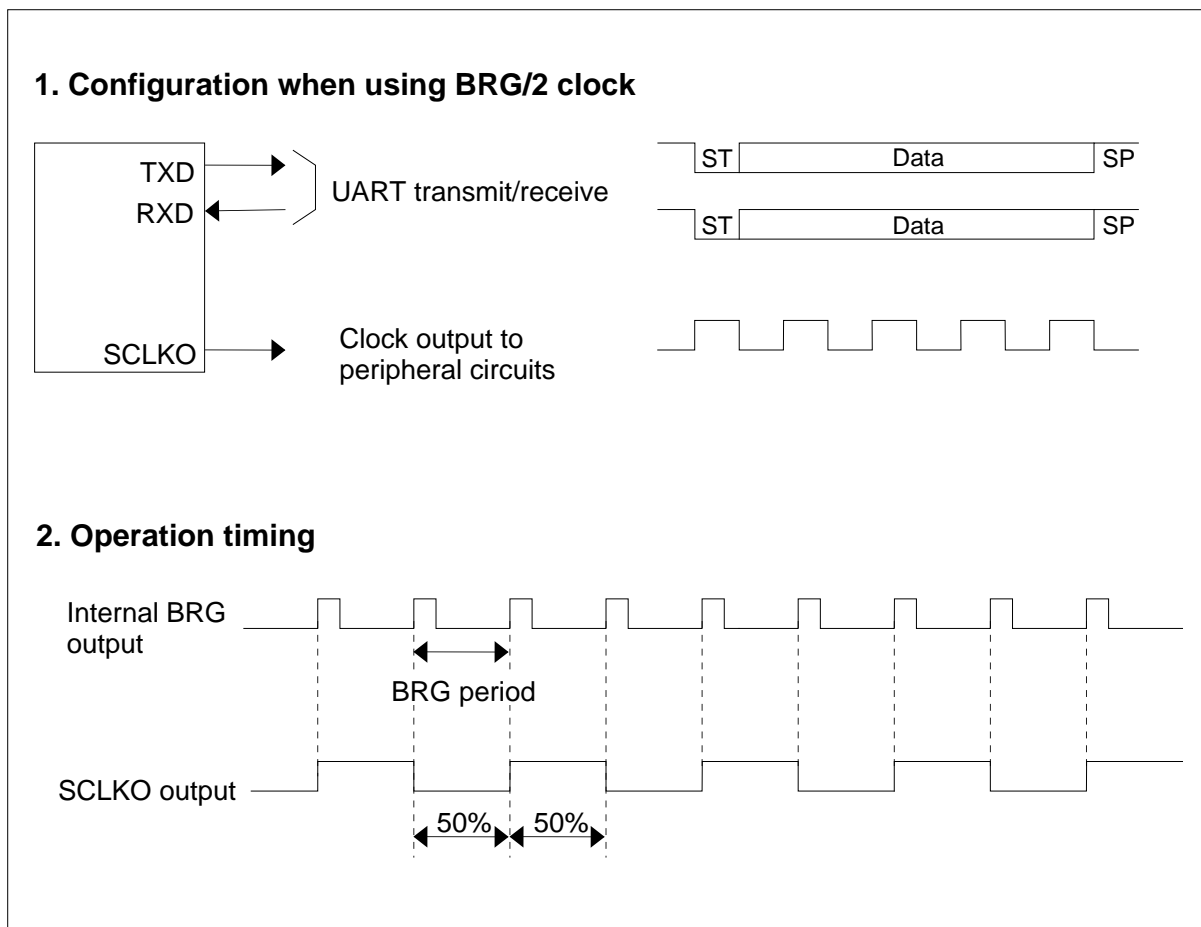 1. Configuration when using BRG/2 clock
TXD
RXD
SCLKO
UART transmit/receive
Clock output to
peripheral circuits
ST Data SP
ST Data SP
2. Operation timing
Internal BRG
output
BRG period
SCLKO output
50% 50%